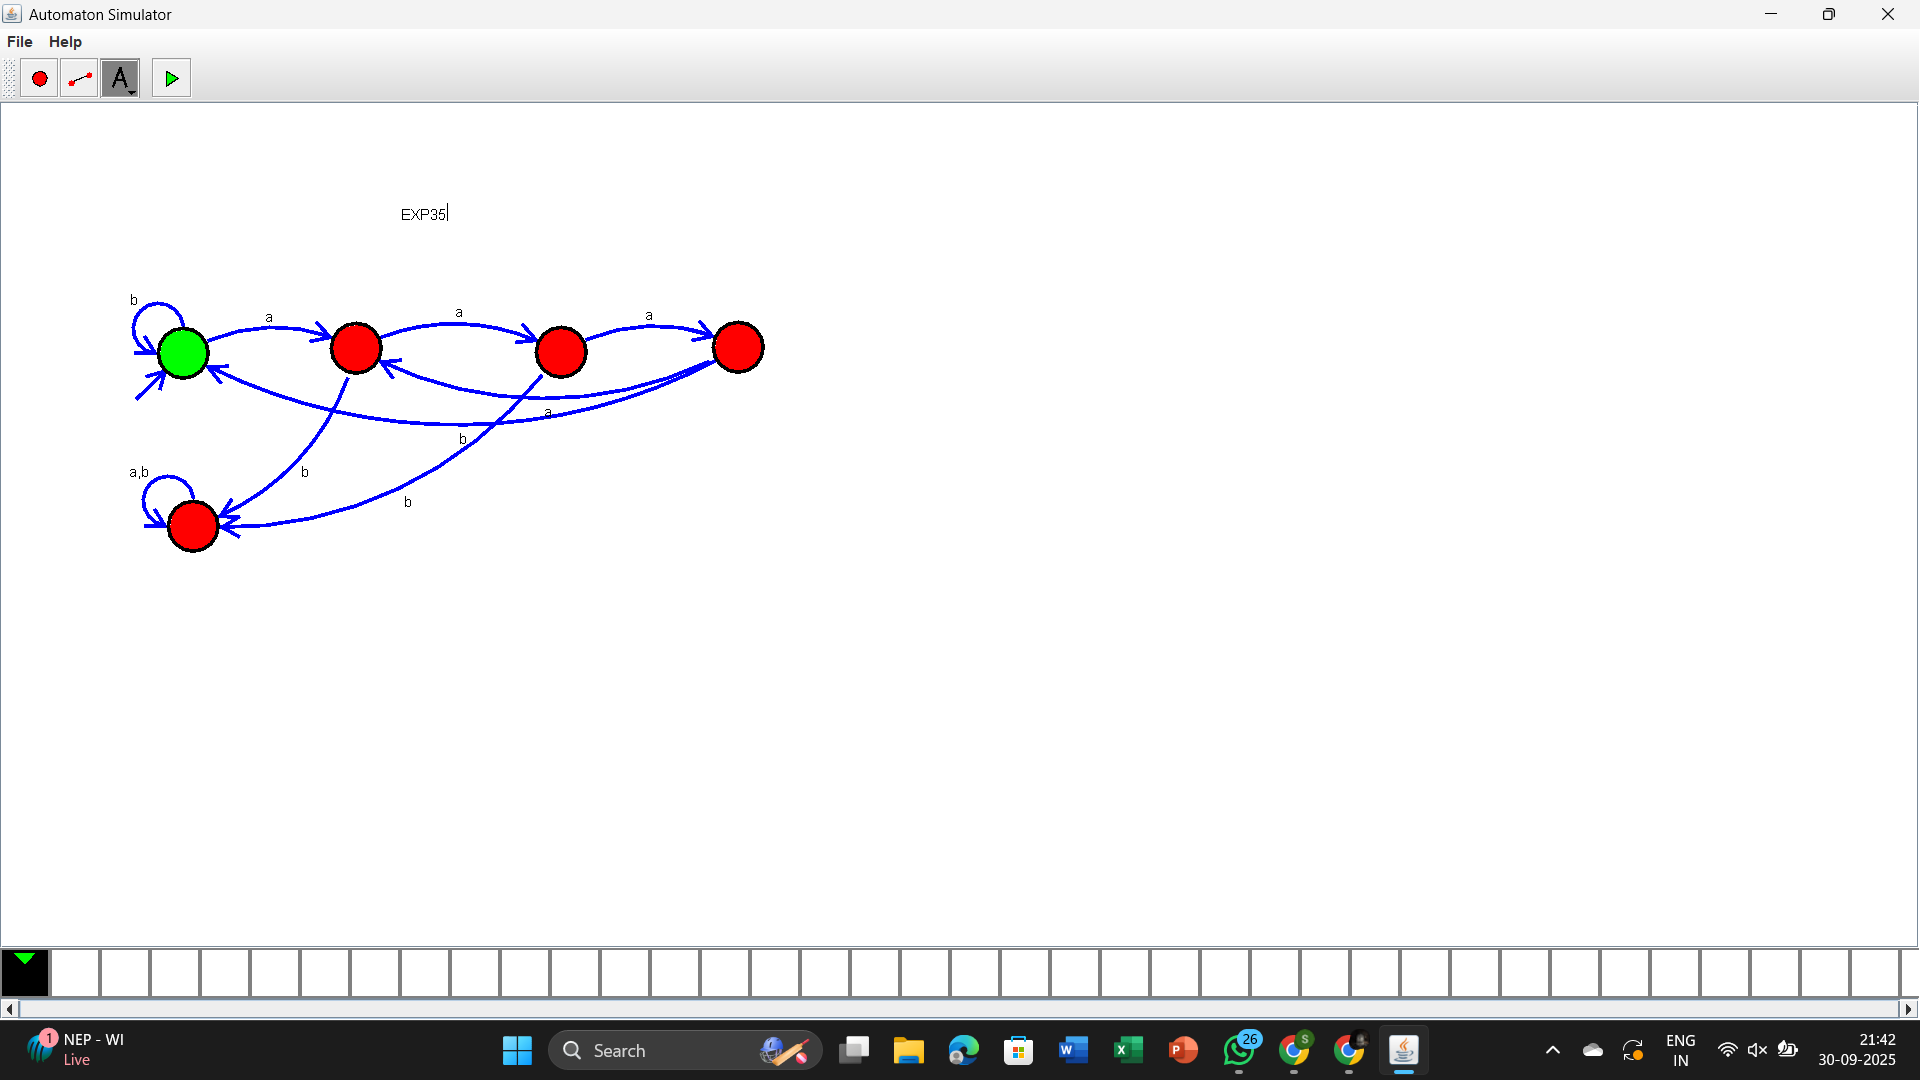 Automaton Simulator
File Help
A
EXP35
b
a
a
a
a
b
a,b
b
b
1
NEP - WI
Live
Search
26
S
ENG
IN
21:42
30-09-2025